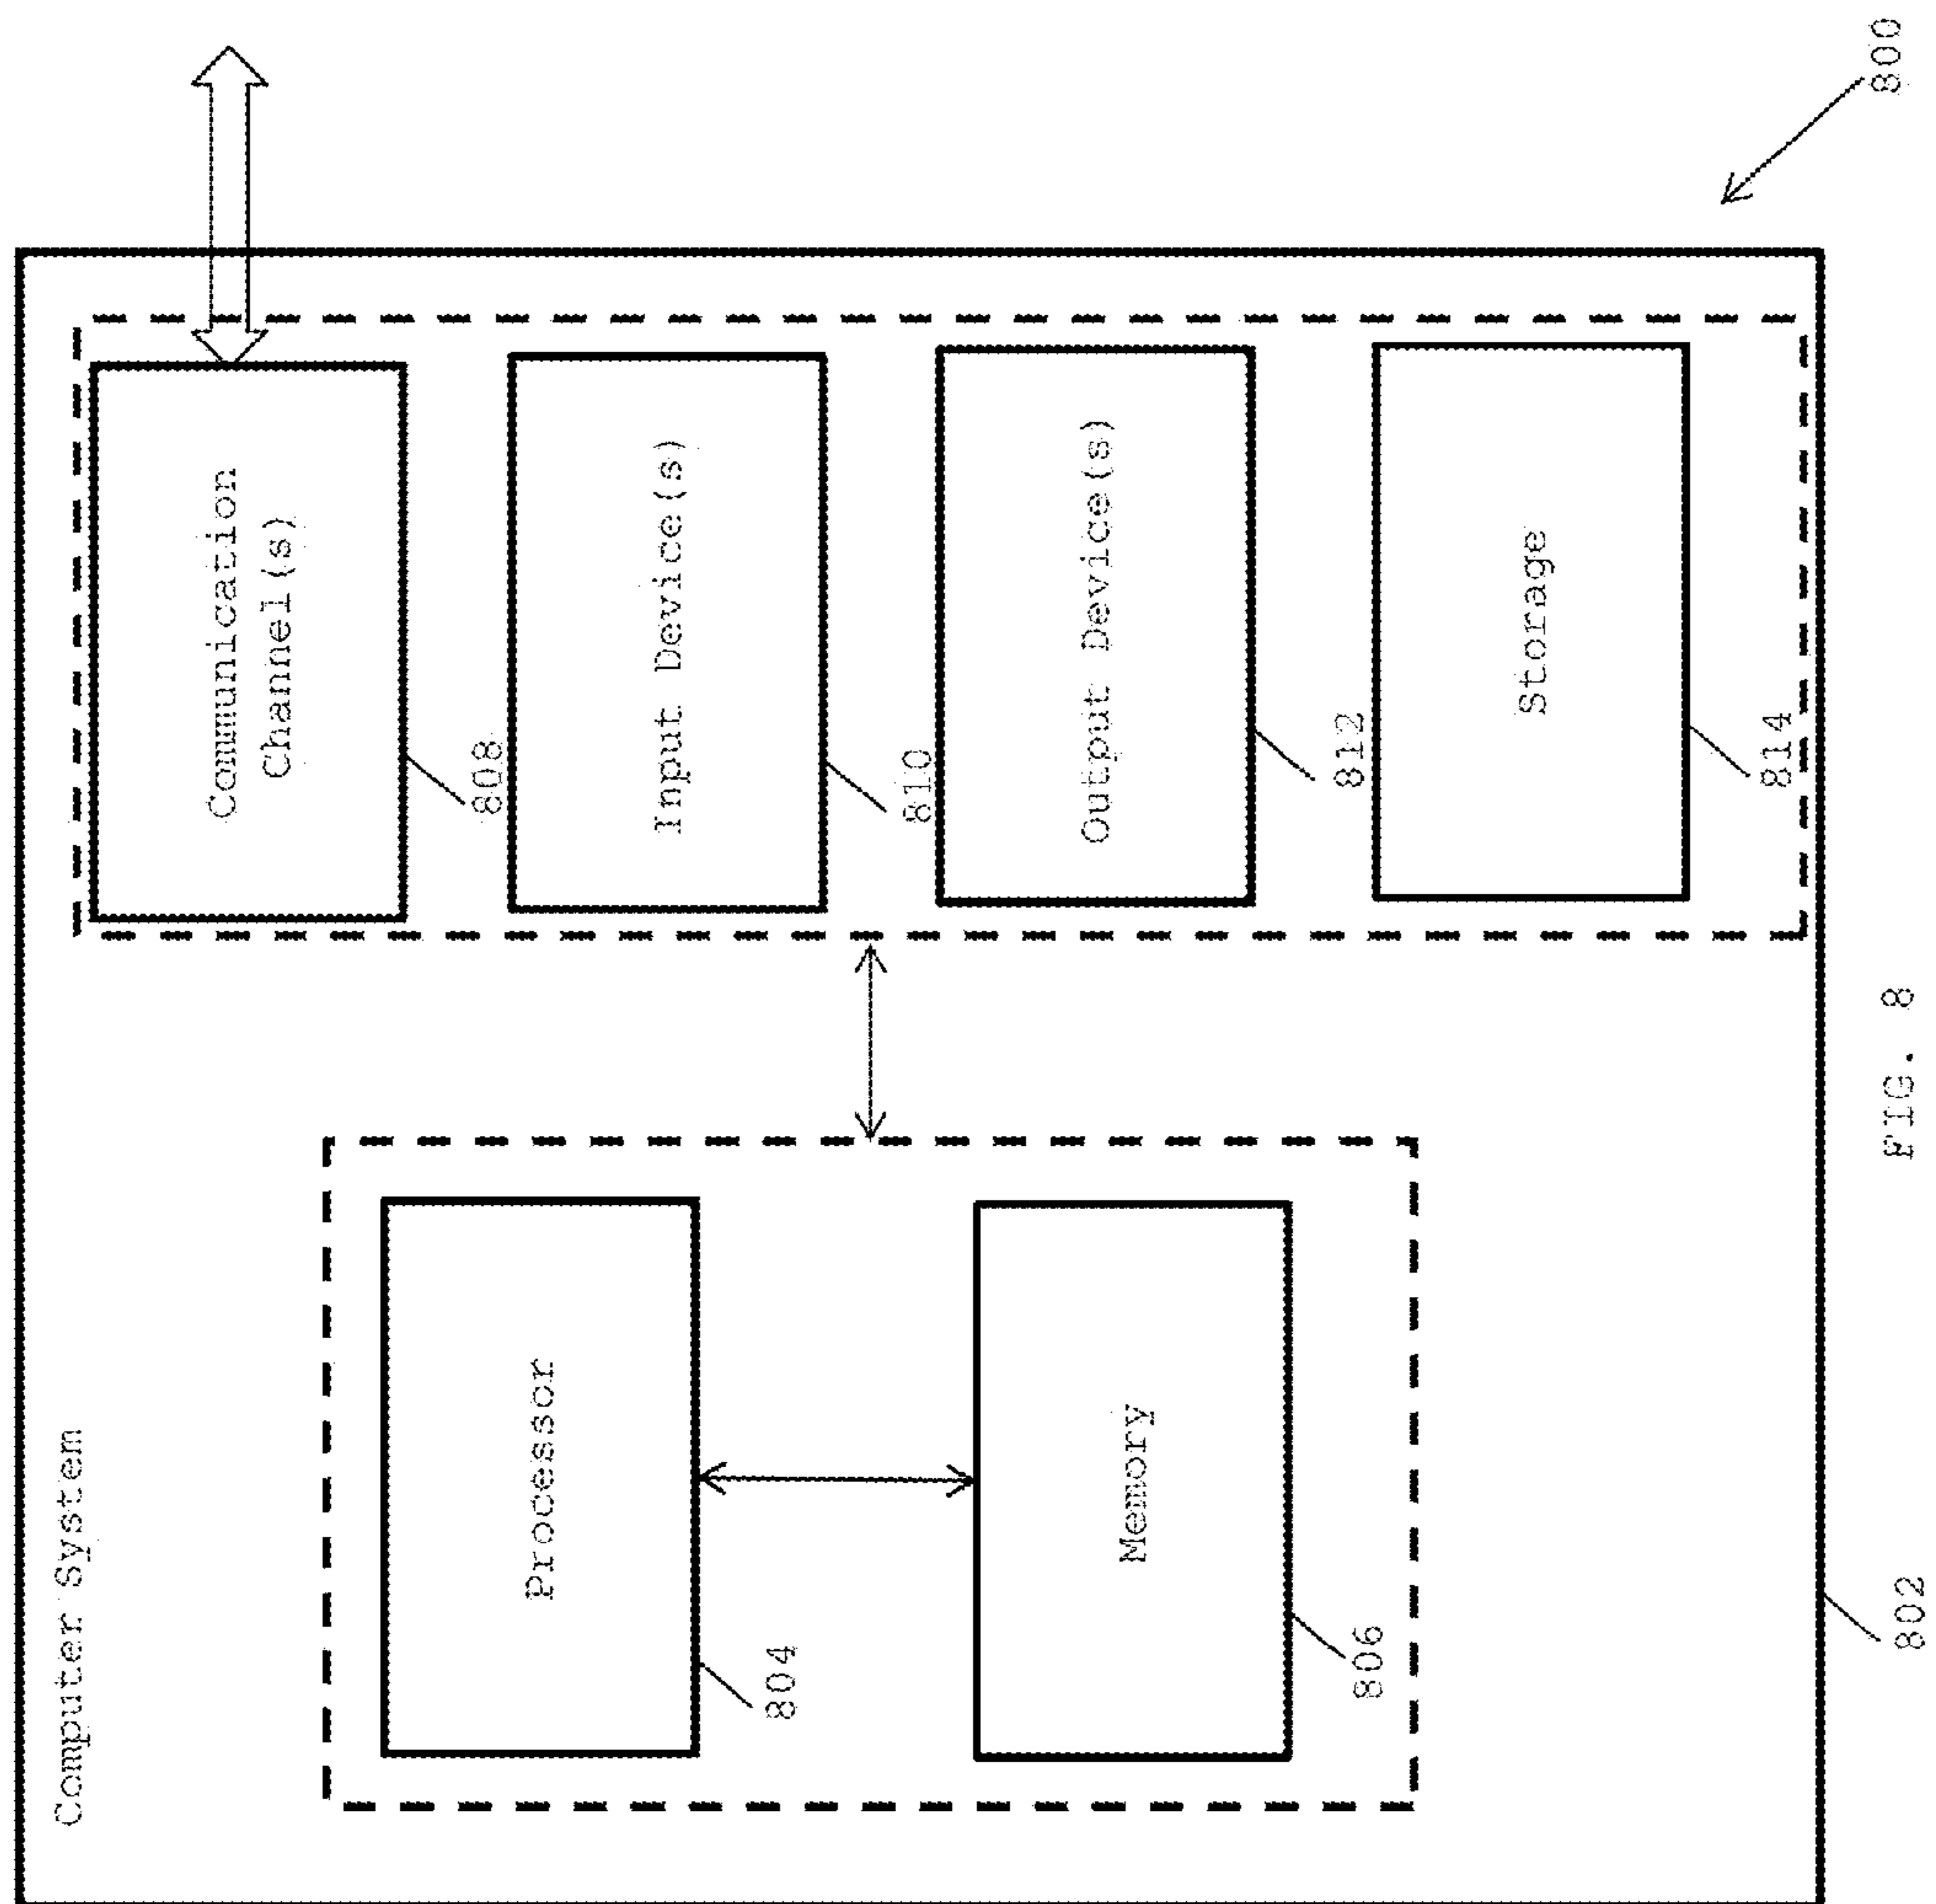 Computer System
Processor
804
Memory
806
Communication
Channel(s)
808
Input Device(s)
810
Output Device(s)
812
Storage
814
802
FIG. 8
800